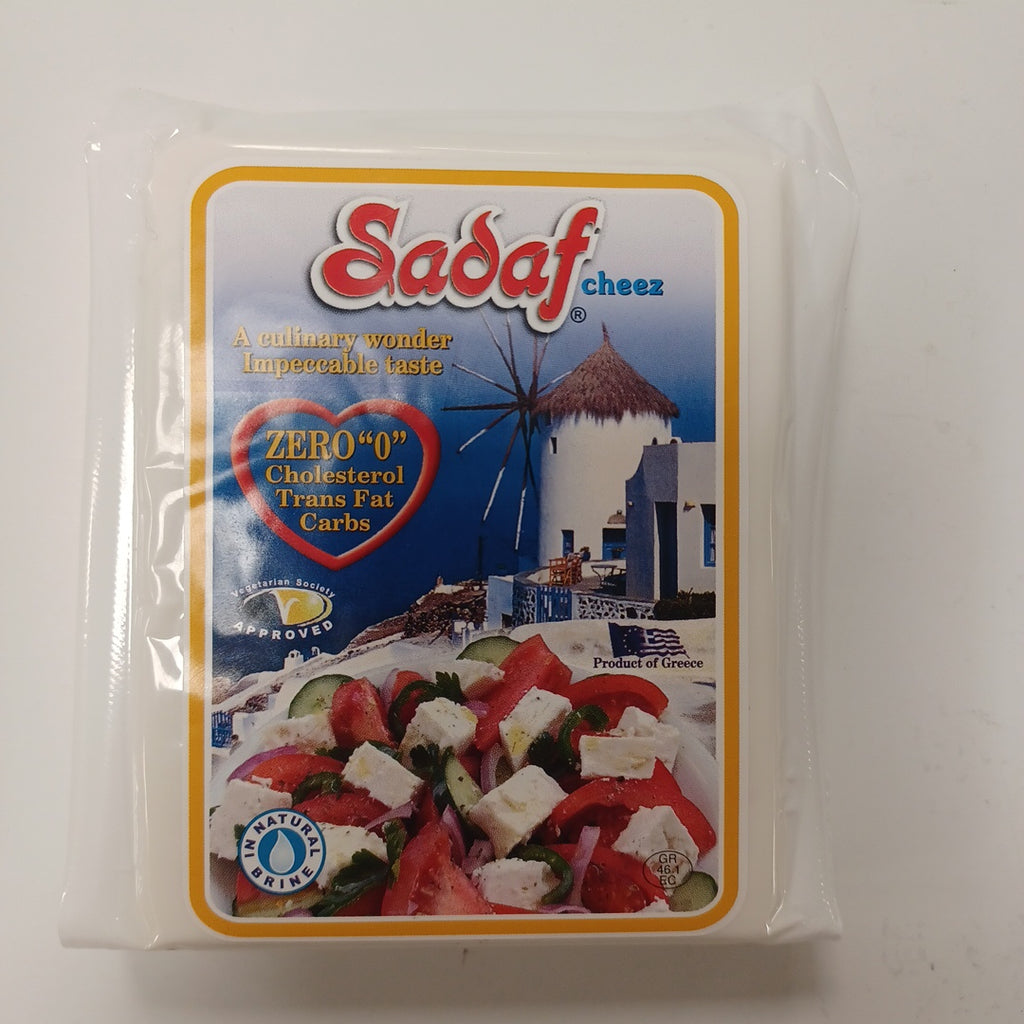 Sadaf
cheez
®
A culinary wonder
Impeccable taste
ZERO “0”
Cholesterol
Trans Fat
Carbs
Vegetarian Society
APPROVED
Product of Greece
IN NATURAL
BRINE
GR
46.1
EC